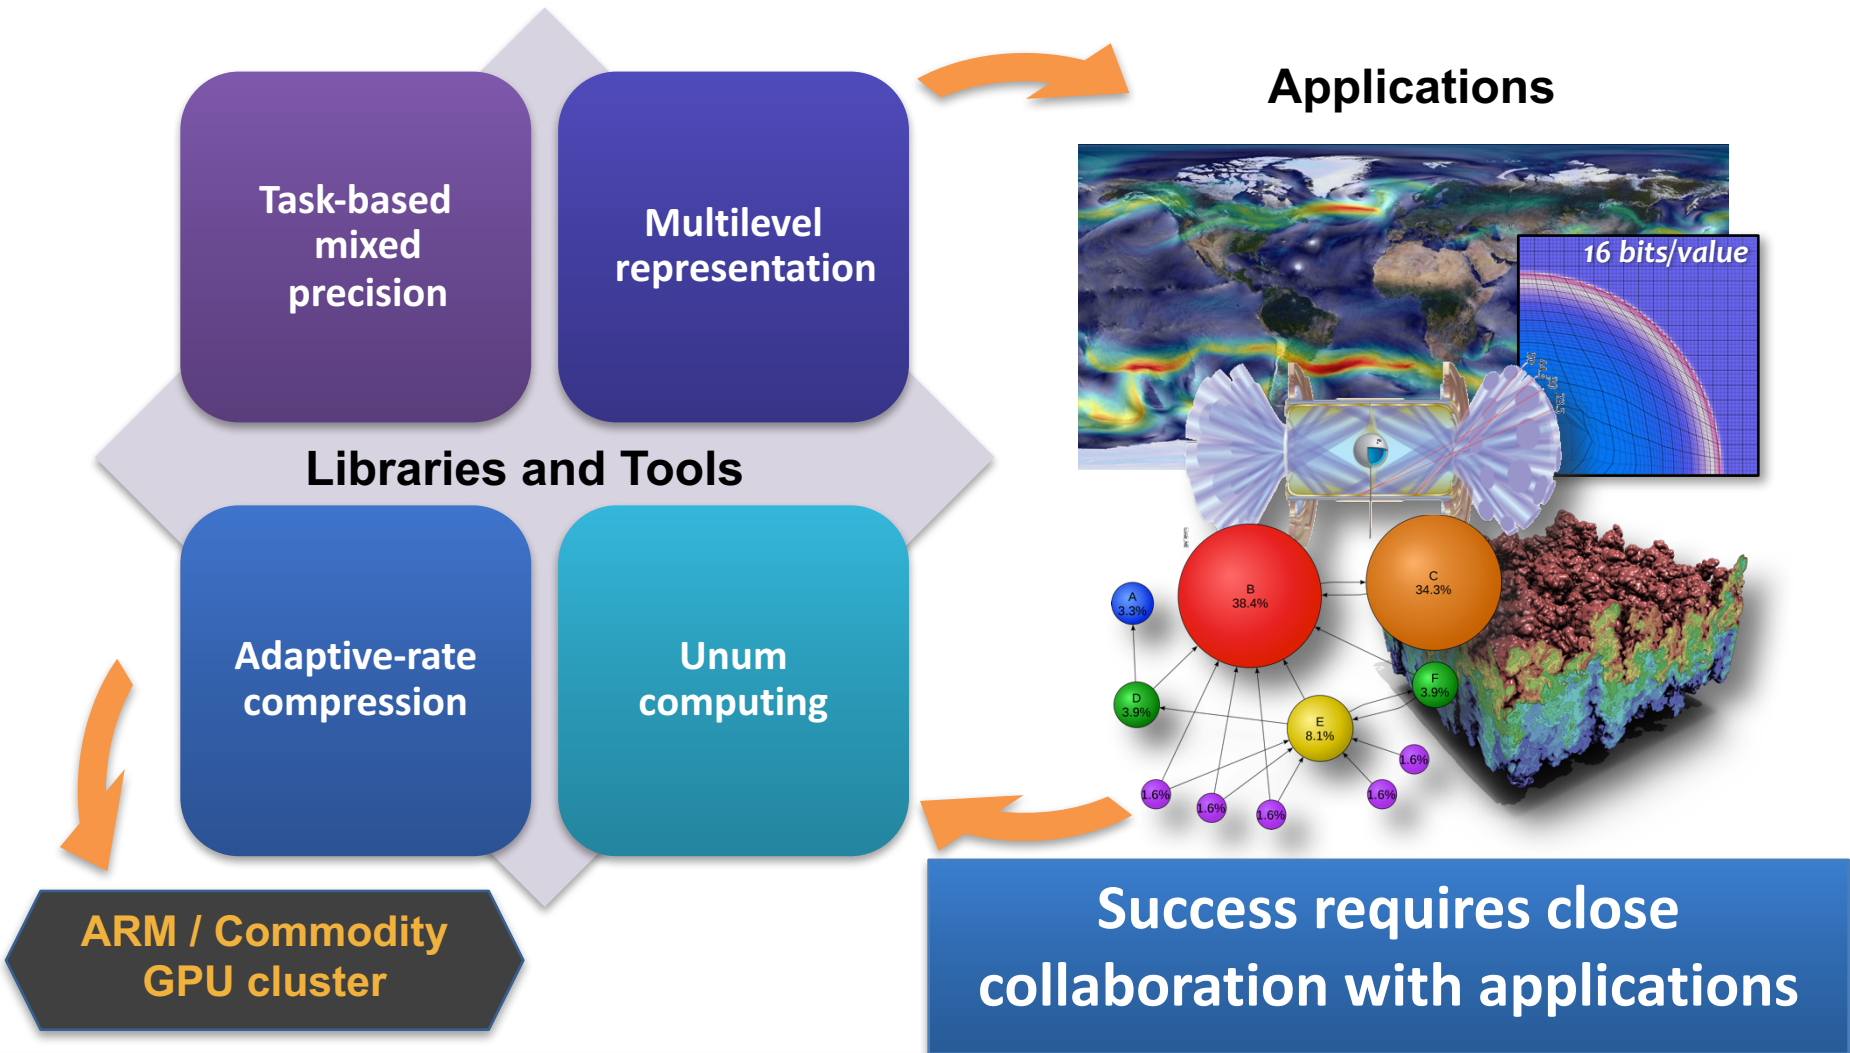 Task-based
mixed
precision
Multilevel
representation
Libraries and Tools
Adaptive-rate
compression
Unum
computing
ARM / Commodity
GPU cluster
Applications
16 bits/value
A
3.3%
B
38.4%
C
34.3%
D
3.9%
E
8.1%
F
3.9%
1.6%
1.6%
1.6%
1.6%
1.6%
Success requires close
collaboration with applications